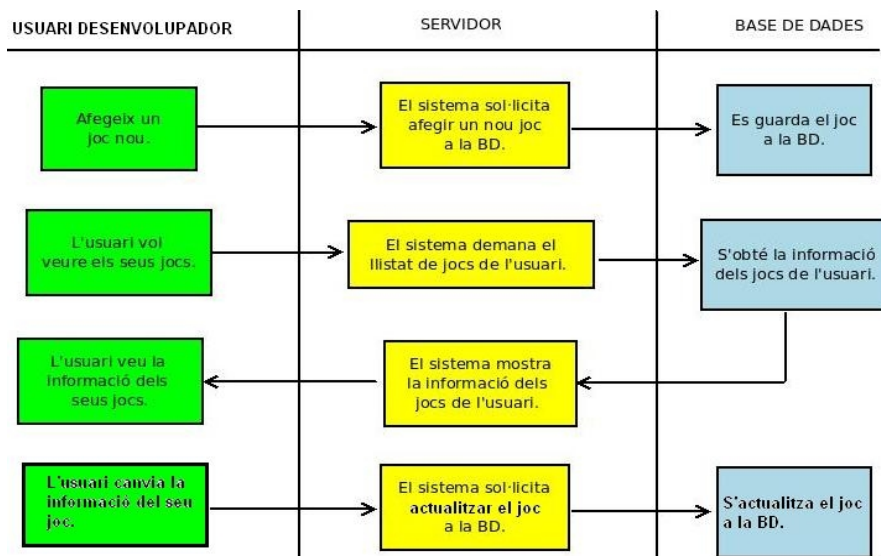 USUARI DESENVOLUPADOR
SERVIDOR
BASE DE DADES
Afegeix un
joc nou.
El sistema sol·licita
afegir un nou joc
a la BD.
Es guarda el joc
a la BD.
L'usuari vol
veure els seus jocs.
El sistema demana el
llistat de jocs de l'usuari.
S'obté la informació
dels jocs de l'usuari.
L'usuari veu la
informació dels
seus jocs.
El sistema mostra
la informació dels
jocs de l'usuari.
L'usuari canvia la
informació del seu
joc.
El sistema sol·licita
actualitzar el joc
a la BD.
S'actualitza el joc
a la BD.